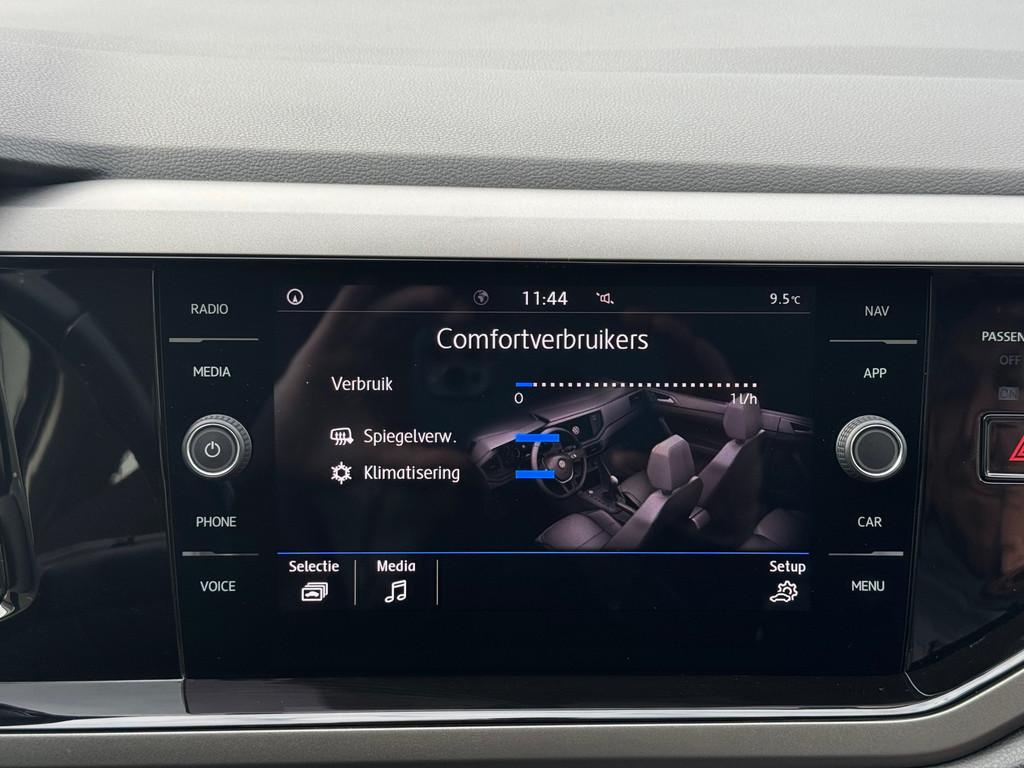 RADIO
MEDIA
PHONE
VOICE
11:44
9.5°C
Comfortverbruikers
Verbruik
0
1 l/h
Spiegelverw.
Klimatisering
Selectie
Media
Setup
NAV
APP
CAR
MENU
PASSEN
OFF
ON